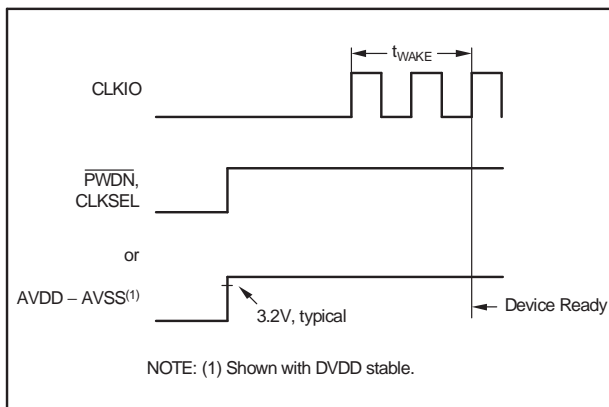 tWAKE
CLKIO
PWDN,
CLKSEL
or
AVDD – AVSS(1)
3.2V, typical
Device Ready
NOTE: (1) Shown with DVDD stable.